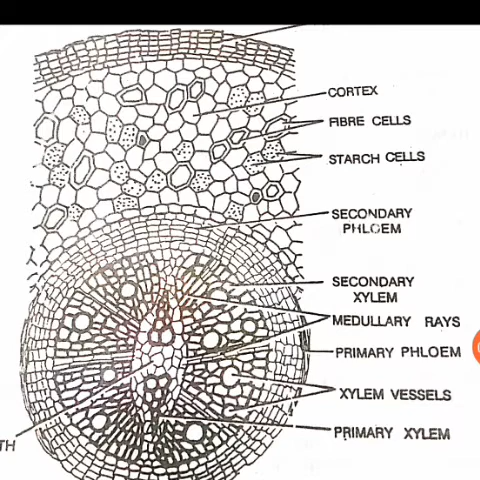 CORTEX
FIBRE CELLS
STARCH CELLS
SECONDARY
PHLOEM
SECONDARY
XYLEM
MEDULLARY RAYS
PRIMARY PHLOEM
XYLEM VESSELS
PRIMARY XYLEM
TH